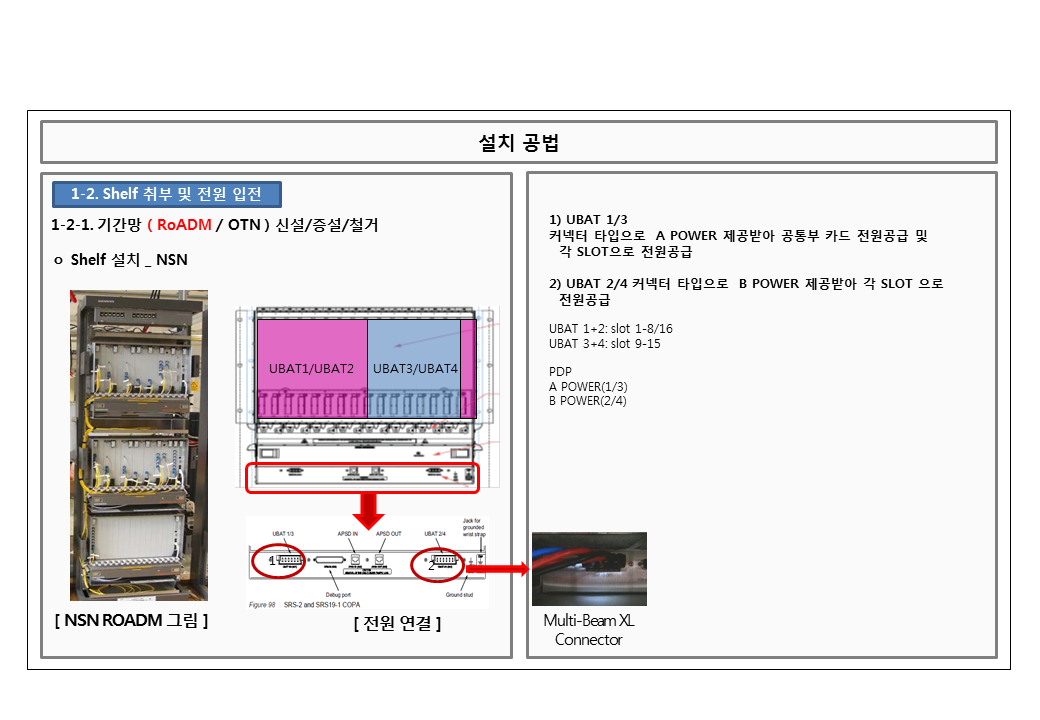 설치 공법
1-2. Shelf 취부 및 전원 입전
1-2-1. 기간망 ( RoADM / OTN ) 신설/증설/철거
ㅇ Shelf 설치 _ NSN
UBAT1/UBAT2
UBAT3/UBAT4
UBAT 1/3
APSD IN
APSD OUT
UBAT 2/4
Jack for
grounded
wrist strap
1
2
Debug port
Ground stud
Figure 98 SRS-2 and SRS19-1 COPA
[ NSN ROADM 그림 ]
[ 전원 연결 ]
1) UBAT 1/3
커넥터 타입으로 A POWER 제공받아 공통부 카드 전원공급 및
각 SLOT으로 전원공급
2) UBAT 2/4 커넥터 타입으로 B POWER 제공받아 각 SLOT 으로
전원공급
UBAT 1+2: slot 1-8/16
UBAT 3+4: slot 9-15
PDP
A POWER(1/3)
B POWER(2/4)
Multi-Beam XL
Connector